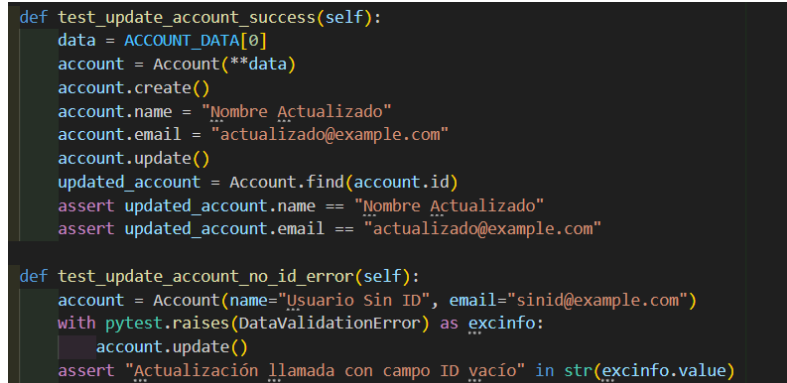 def test_update_account_success(self):
    data = ACCOUNT_DATA[0]
    account = Account(**data)
    account.create()
    account.name = "Nombre Actualizado"
    account.email = "actualizado@example.com"
    account.update()
    updated_account = Account.find(account.id)
    assert updated_account.name == "Nombre Actualizado"
    assert updated_account.email == "actualizado@example.com"

def test_update_account_no_id_error(self):
    account = Account(name="Usuario Sin ID", email="sinid@example.com")
    with pytest.raises(DataValidationError) as excinfo:
        account.update()
    assert "Actualización llamada con campo ID vacío" in str(excinfo.value)